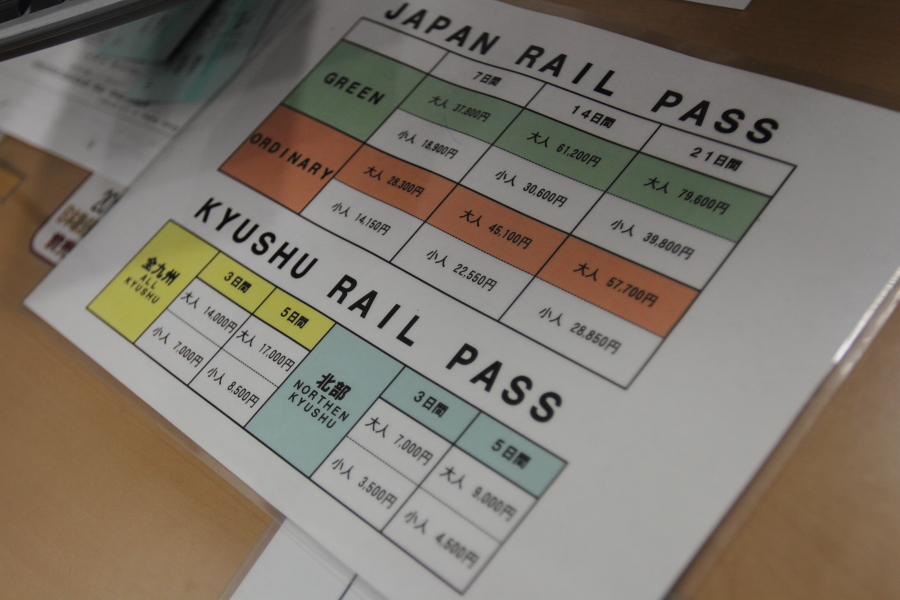 JAPAN RAIL PASS
7日間 14日間 21日間
GREEN 大人 37,800円 大人 61,200円 大人 79,600円
小人 18,900円 小人 30,600円 小人 39,800円
ORDINARY 大人 28,300円 大人 45,100円 大人 57,700円
小人 14,150円 小人 22,550円 小人 28,850円
KYUSHU RAIL PASS
全九州
ALL
KYUSHU
3日間 5日間
大人 14,000円 大人 17,000円
小人 7,000円 小人 8,500円
北部
NORTHEN
KYUSHU
3日間 5日間
大人 7,000円 大人 9,000円
小人 3,500円 小人 4,500円